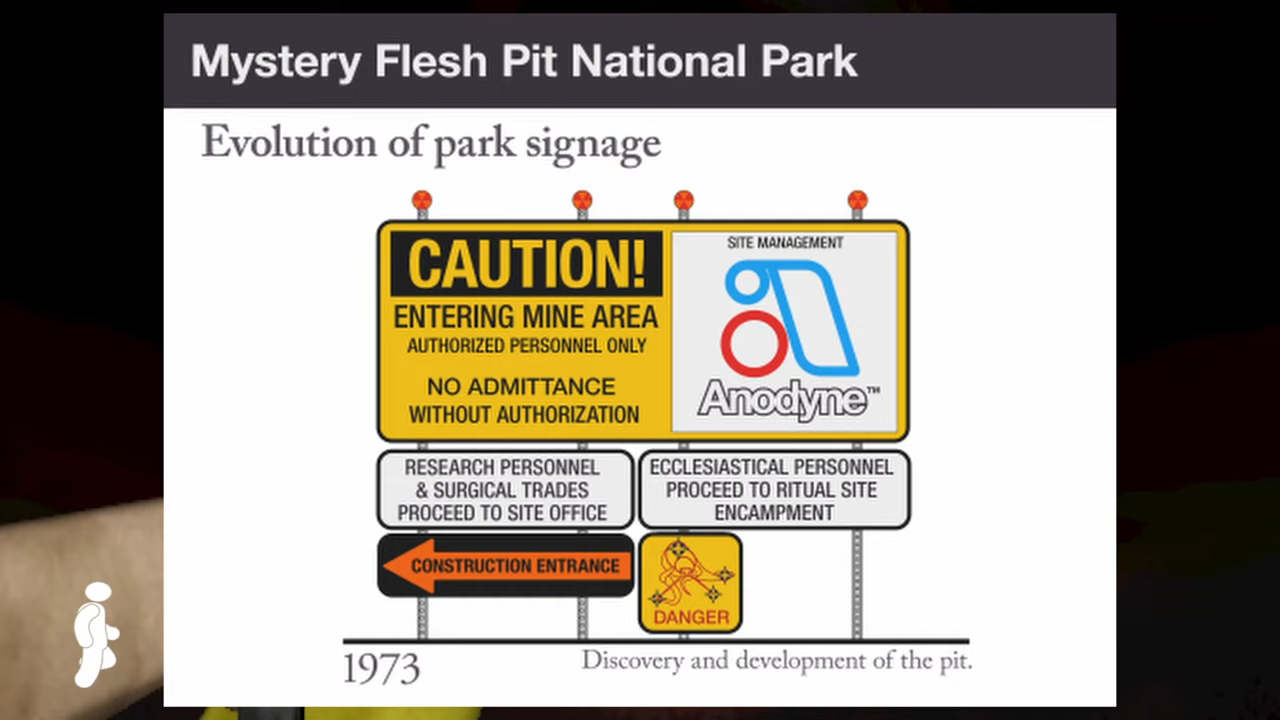 Mystery Flesh Pit National Park
Evolution of park signage
CAUTION!
ENTERING MINE AREA
AUTHORIZED PERSONNEL ONLY
NO ADMITTANCE
WITHOUT AUTHORIZATION
SITE MANAGEMENT
Anodyne™
RESEARCH PERSONNEL
& SURGICAL TRADES
PROCEED TO SITE OFFICE
ECCLESIASTICAL PERSONNEL
PROCEED TO RITUAL SITE
ENCAMPMENT
CONSTRUCTION ENTRANCE
DANGER
1973
Discovery and development of the pit.